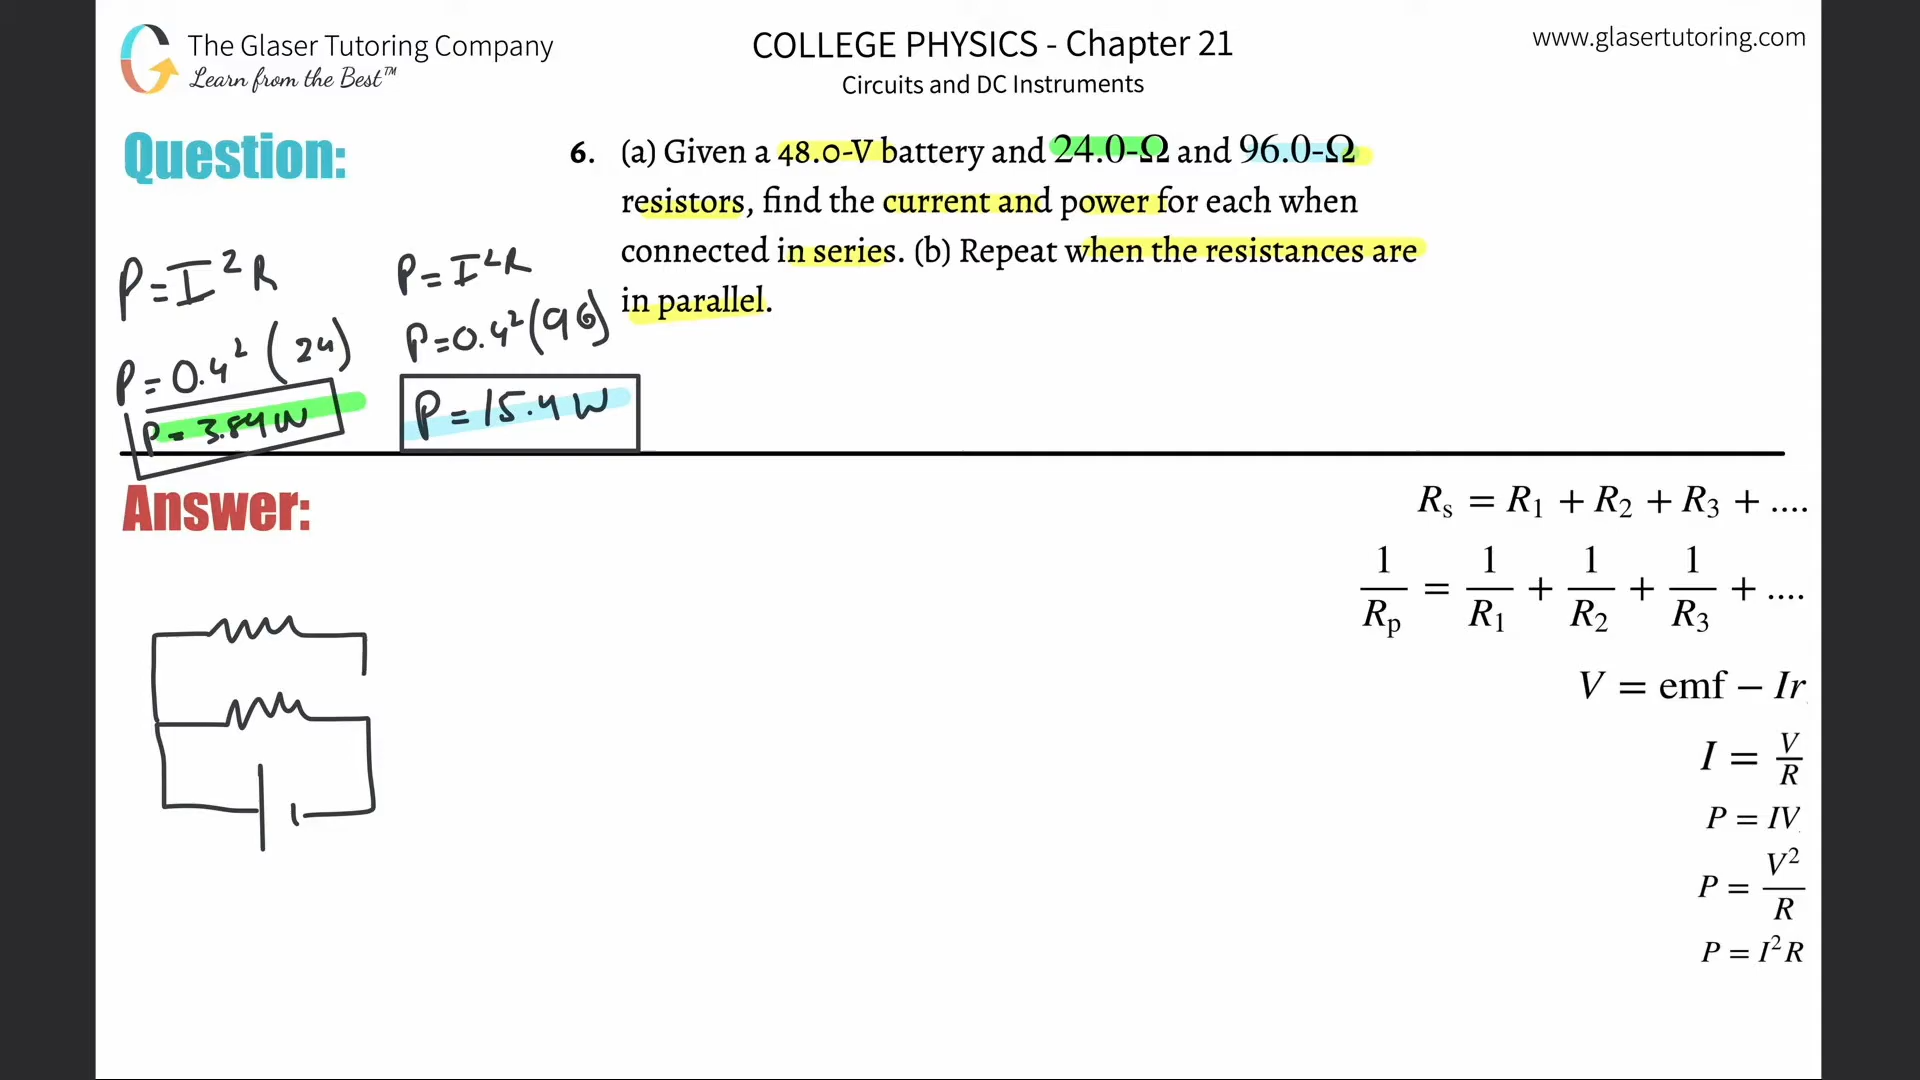 The Glaser Tutoring Company
Learn from the Best™
COLLEGE PHYSICS - Chapter 21
Circuits and DC Instruments
www.glasertutoring.com
Question:
6. (a) Given a 48.0-V battery and 24.0-Ω and 96.0-Ω
resistors, find the current and power for each when
connected in series. (b) Repeat when the resistances are
in parallel.
P=I²R
P=0.4²(24)
P=3.84W
P=I²R
P=0.4²(96)
P=15.4W
Answer:
Rs = R1 + R2 + R3 + ....
1/Rp = 1/R1 + 1/R2 + 1/R3 + ....
V = emf − Ir
I = V/R
P = IV
P = V²/R
P = I²R